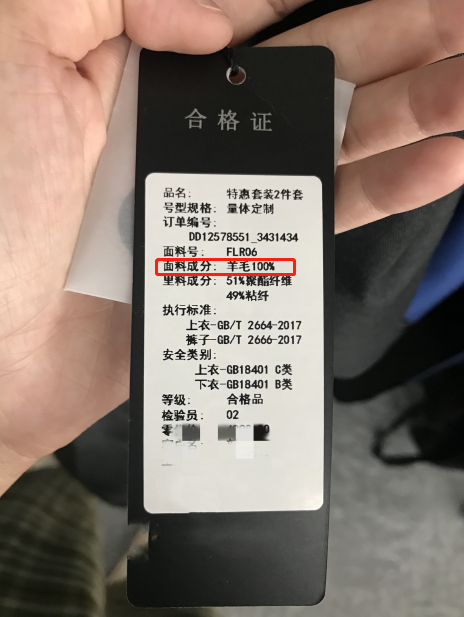 合格证
品名: 特惠套装2件套
号型规格: 量体定制
订单编号:
DD12578551_3431434
面料号: FLR06
面料成分: 羊毛100%
里料成分: 51%聚酯纤维
49%粘纤
执行标准:
上衣-GB/T 2664-2017
裤子-GB/T 2666-2017
安全类别:
上衣-GB18401 C类
下衣-GB18401 B类
等级: 合格品
检验员: 02
零